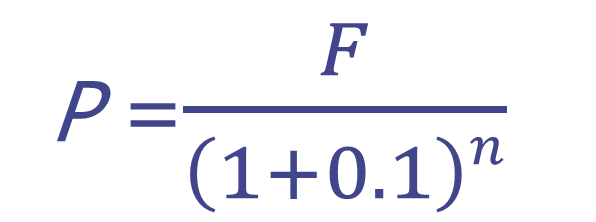 P = F
(1+0.1)^n